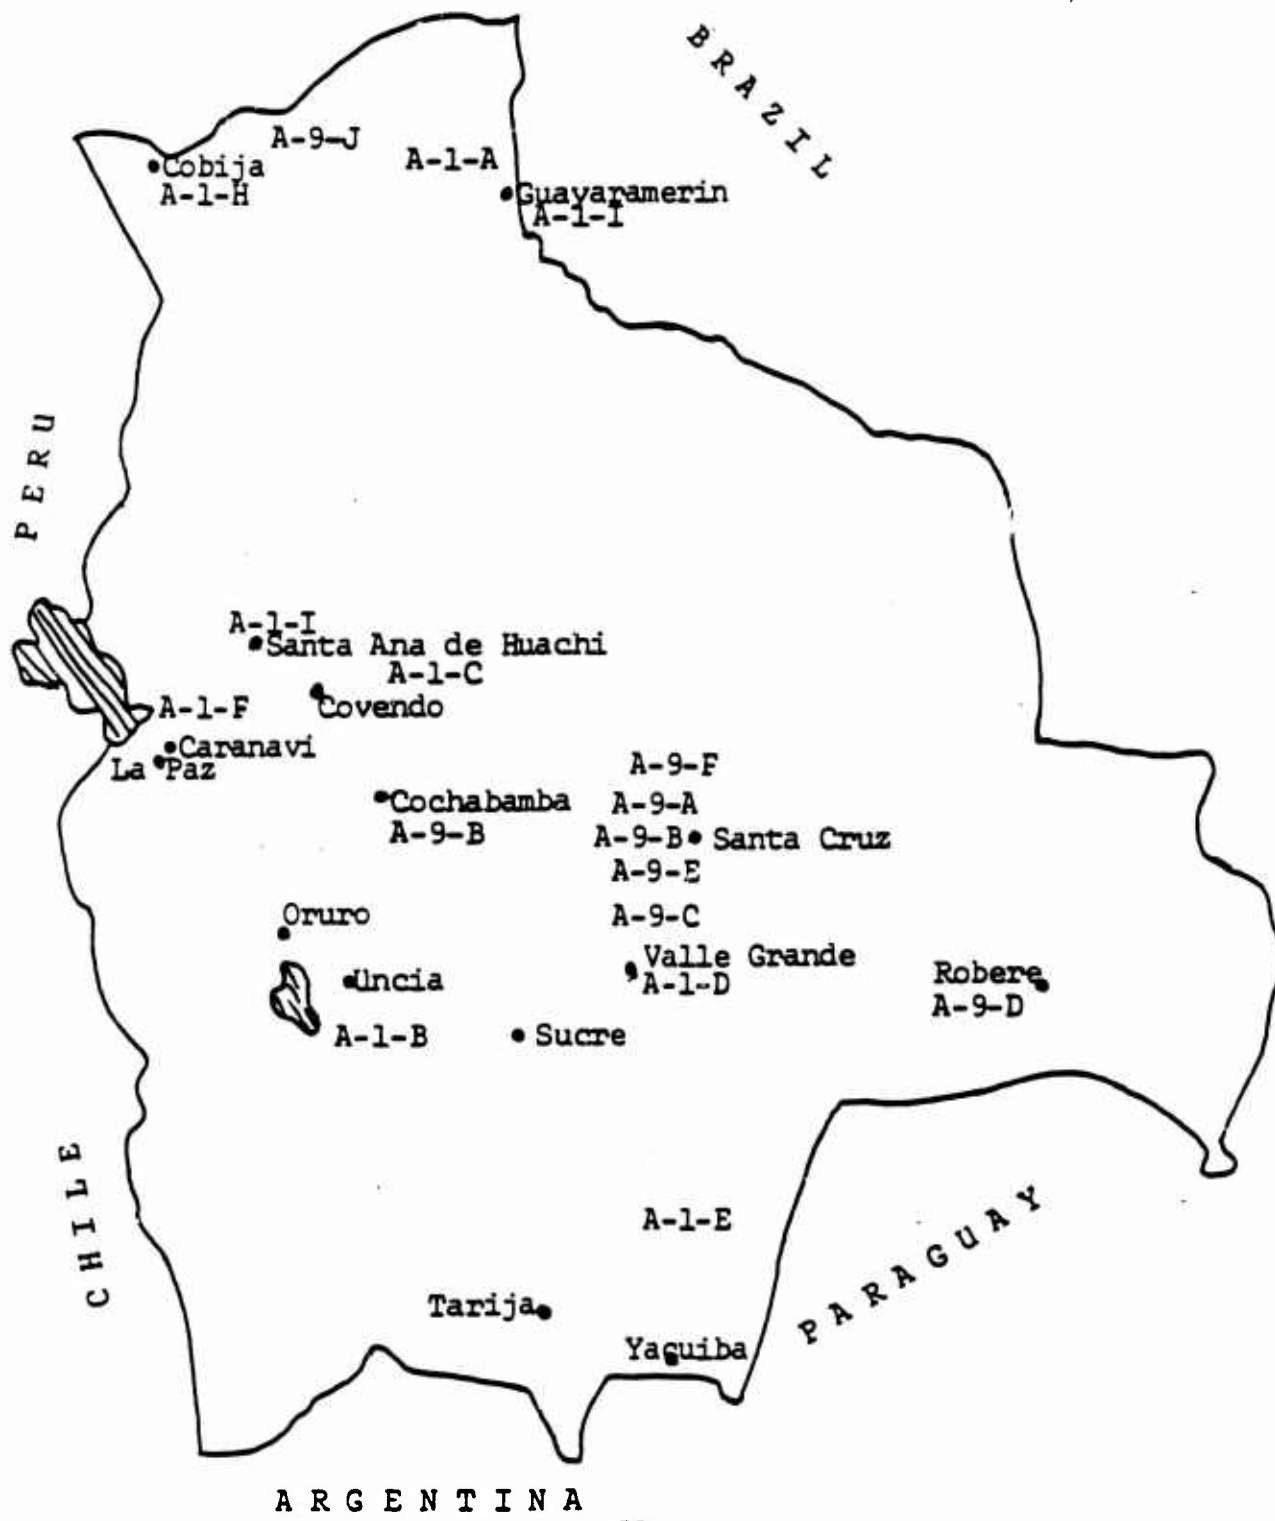 BRAZIL
A-9-J
A-1-A
Cobija
A-1-H
Guayaramerin
A-1-I
PERU
A-1-I
Santa Ana de Huachi
A-1-C
A-1-F
Covendo
Caranavi
La Paz
A-9-F
Cochabamba
A-9-A
A-9-B
A-9-B
Santa Cruz
A-9-E
Oruro
A-9-C
Valle Grande
A-1-D
Uncia
Robere
A-9-D
A-1-B
Sucre
CHILE
A-1-E
PARAGUAY
Tarija
Yacuiba
ARGENTINA